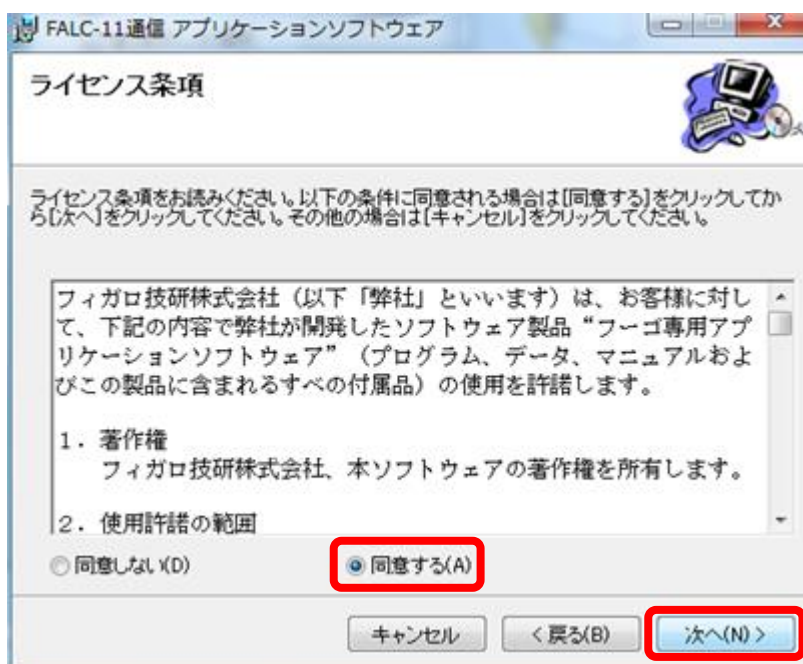 FALC-11通信 アプリケーションソフトウェア
ライセンス条項
ライセンス条項をお読みください。以下の条件に同意される場合は[同意する]をクリックしてか
ら[次へ]をクリックしてください。その他の場合は[キャンセル]をクリックしてください。
フィガロ技研株式会社（以下「弊社」といいます）は、お客様に対し
て、下記の内容で弊社が開発したソフトウェア製品“フーゴ専用アプ
リケーションソフトウェア”（プログラム、データ、マニュアルおよ
びこの製品に含まれるすべの付属品）の使用を許諾します。
1．著作権
フィガロ技研株式会社、本ソフトウェアの著作権を所有します。
2．使用許諾の範囲
同意しない(D)
同意する(A)
キャンセル
< 戻る(B)
次へ(N) >